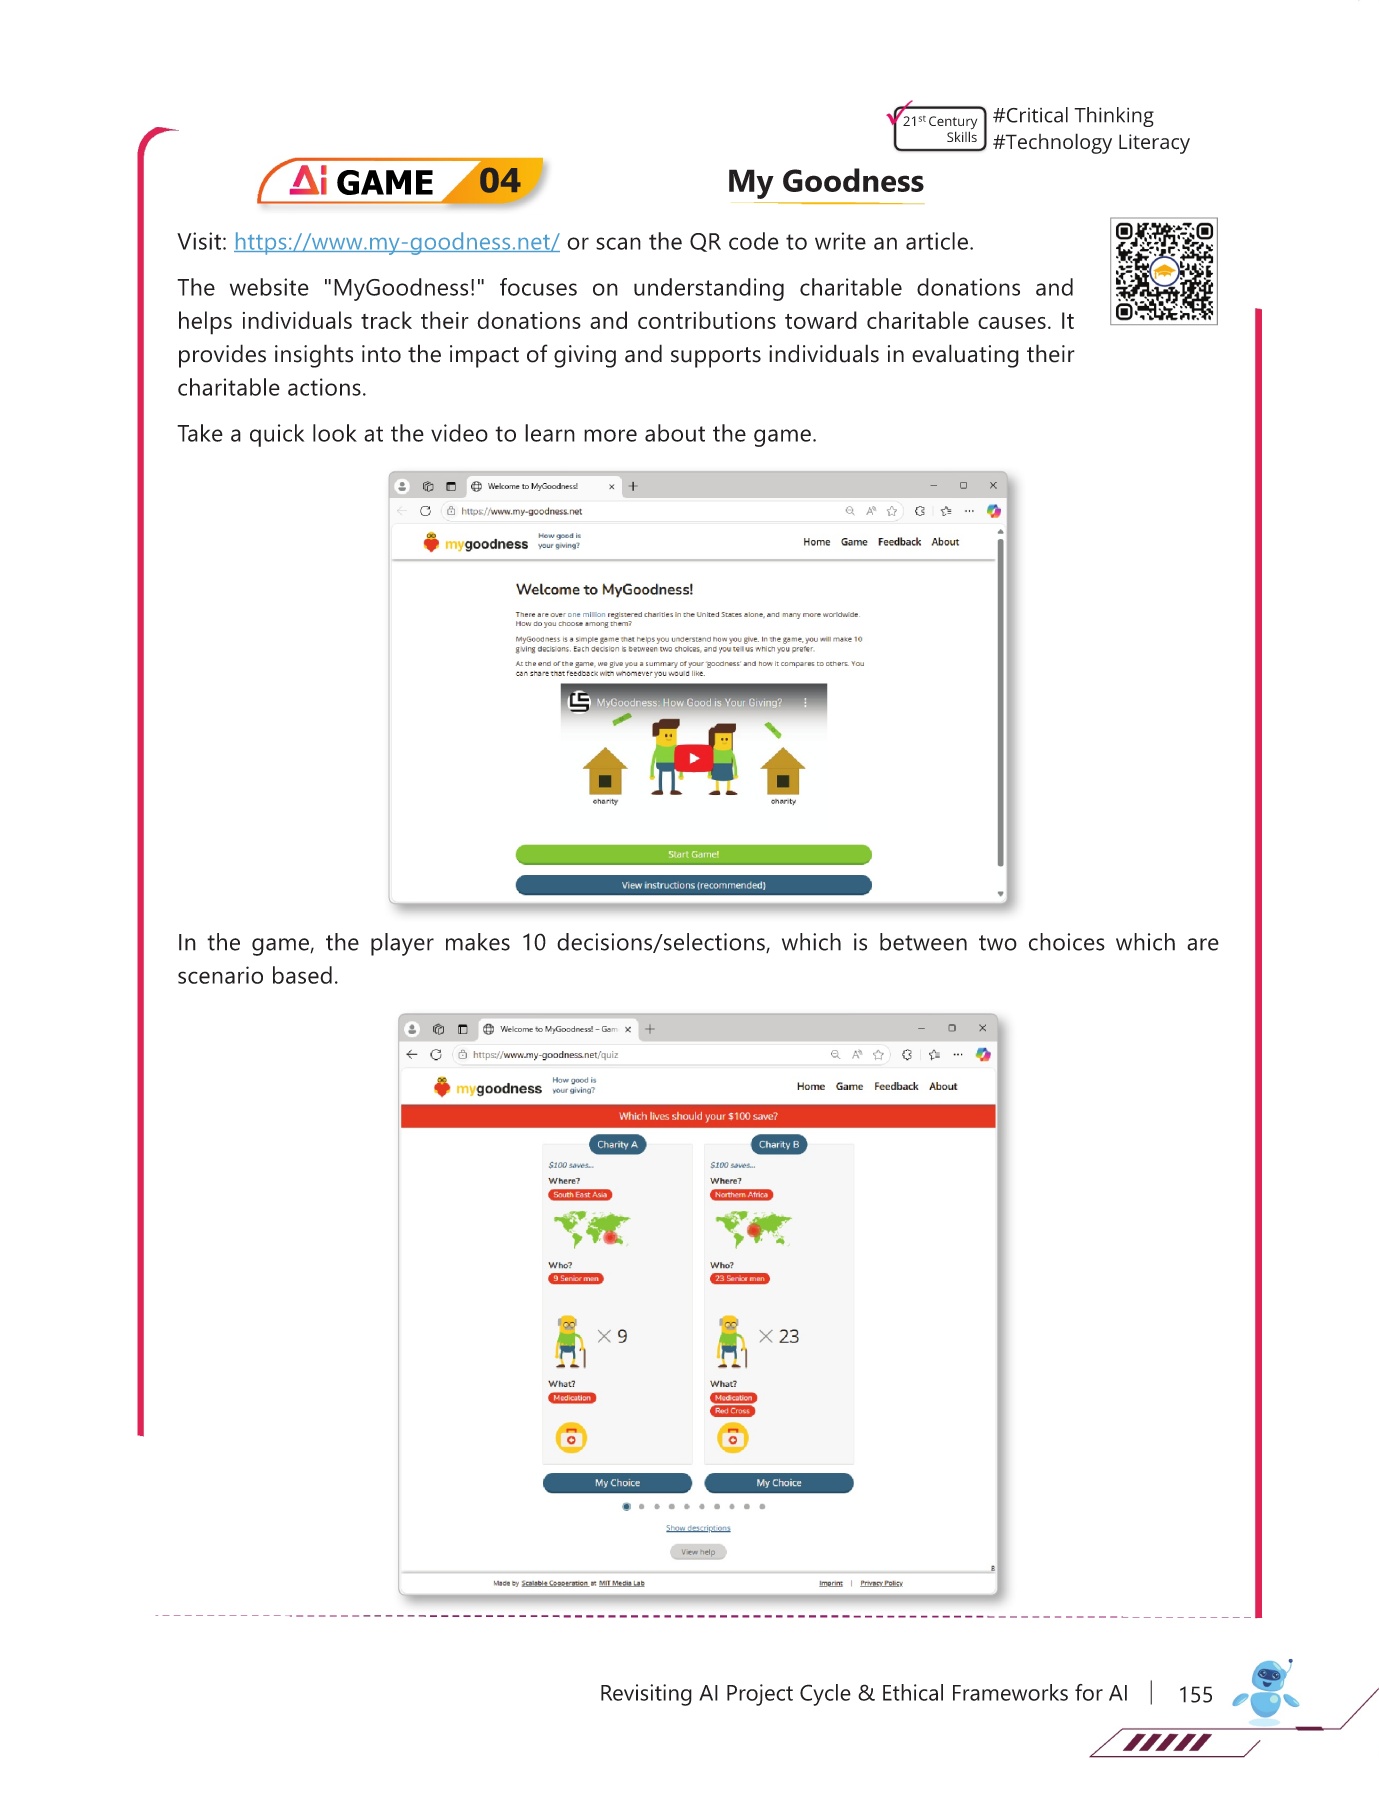 21st Century
Skills
#Critical Thinking
#Technology Literacy
Ai GAME 04
My Goodness
Visit: https://www.my-goodness.net/ or scan the QR code to write an article.
The website "MyGoodness!" focuses on understanding charitable donations and
helps individuals track their donations and contributions toward charitable causes. It
provides insights into the impact of giving and supports individuals in evaluating their
charitable actions.
Take a quick look at the video to learn more about the game.
Welcome to MyGoodness!
https://www.my-goodness.net
mygoodness
How good is
your giving?
Home Game Feedback About
Welcome to MyGoodness!
There are over one million registered charities in the United States alone, and many more worldwide.
How do you choose among them?
MyGoodness is a simple game that helps you understand how you give. In the game, you will make 10
giving decisions. Each decision is between two choices, and you tell us which you prefer.
At the end of the game, we give you a summary of your 'goodness' and how it compares to others. You
can share that feedback with whomever you would like.
MyGoodness: How Good is Your Giving?
charity charity
Start Game!
View instructions (recommended)
In the game, the player makes 10 decisions/selections, which is between two choices which are
scenario based.
Welcome to MyGoodness! – Gam
https://www.my-goodness.net/quiz
mygoodness
How good is
your giving?
Home Game Feedback About
Which lives should your $100 save?
Charity A Charity B
$100 saves... $100 saves...
Where? Where?
South East Asia Northern Africa
Who? Who?
9 Senior men 23 Senior men
× 9 × 23
What? What?
Medication Medication
Red Cross
My Choice My Choice
Show descriptions
View help
Made by Scalable Cooperation at MIT Media Lab
Imprint | Privacy Policy
Revisiting AI Project Cycle & Ethical Frameworks for AI | 155